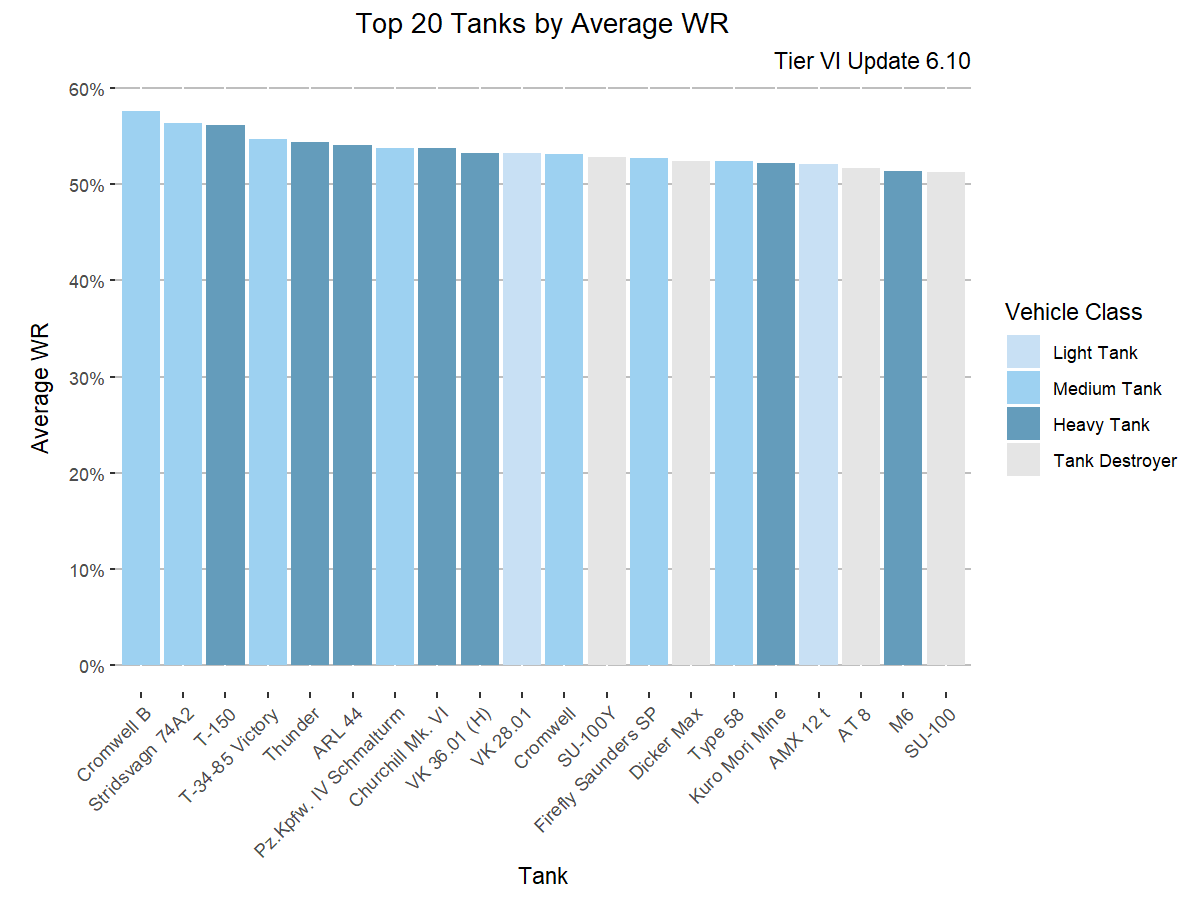 Top 20 Tanks by Average WR
Tier VI Update 6.10
60%
50%
40%
30%
20%
10%
0%
Average WR
Cromwell B
Stridsvagn 74A2
T-150
T-34-85 Victory
Thunder
ARL 44
Pz.Kpfw. IV Schmalturm
Churchill Mk. VI
VK 36.01 (H)
VK 28.01
Cromwell
SU-100Y
Firefly Saunders SP
Dicker Max
Type 58
Kuro Mori Mine
AMX 12 t
AT 8
M6
SU-100
Tank
Vehicle Class
Light Tank
Medium Tank
Heavy Tank
Tank Destroyer